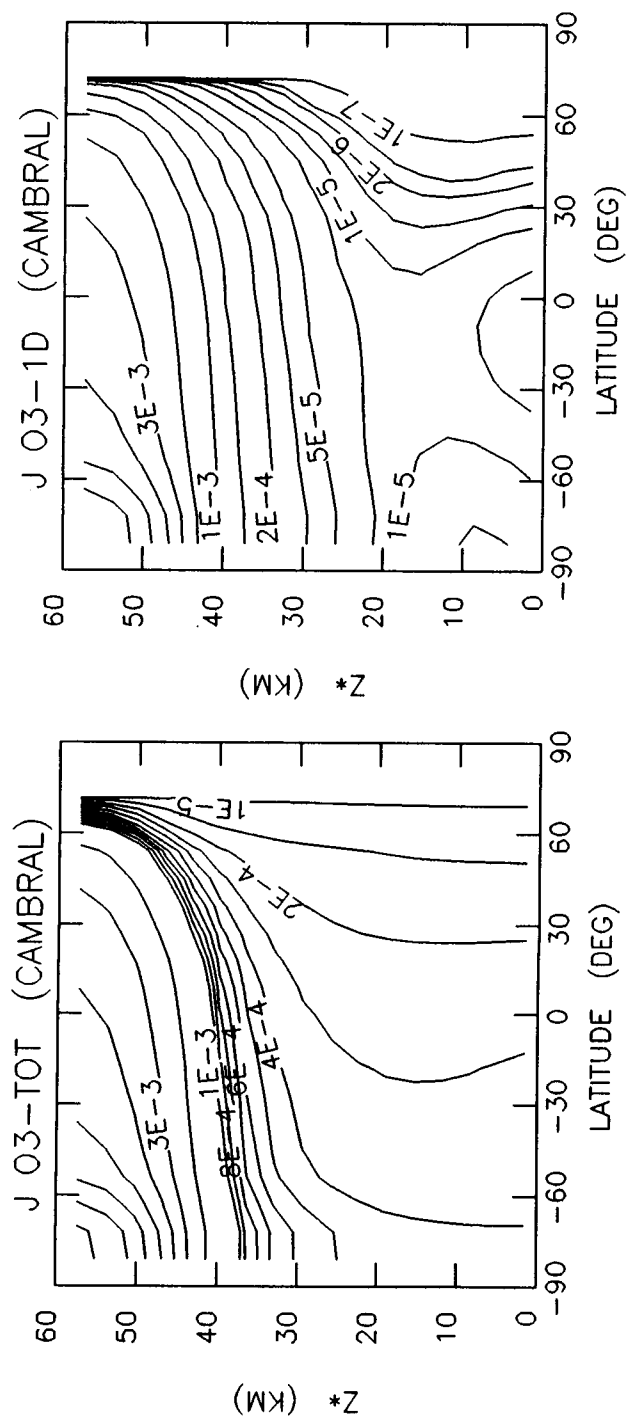 J O3-TOT (CAMBRAL)
60
50
40
30
20
10
0
Z* (KM)
3E-3
1E-3
8E-4
6E-4
4E-4
2E-4
1E-5
-90
-60
-30
0
30
60
90
LATITUDE (DEG)
J O3-1D (CAMBRAL)
60
50
40
30
20
10
0
Z* (KM)
3E-3
1E-3
2E-4
5E-5
1E-5
1E-5
2E-6
1E-7
-90
-60
-30
0
30
60
90
LATITUDE (DEG)